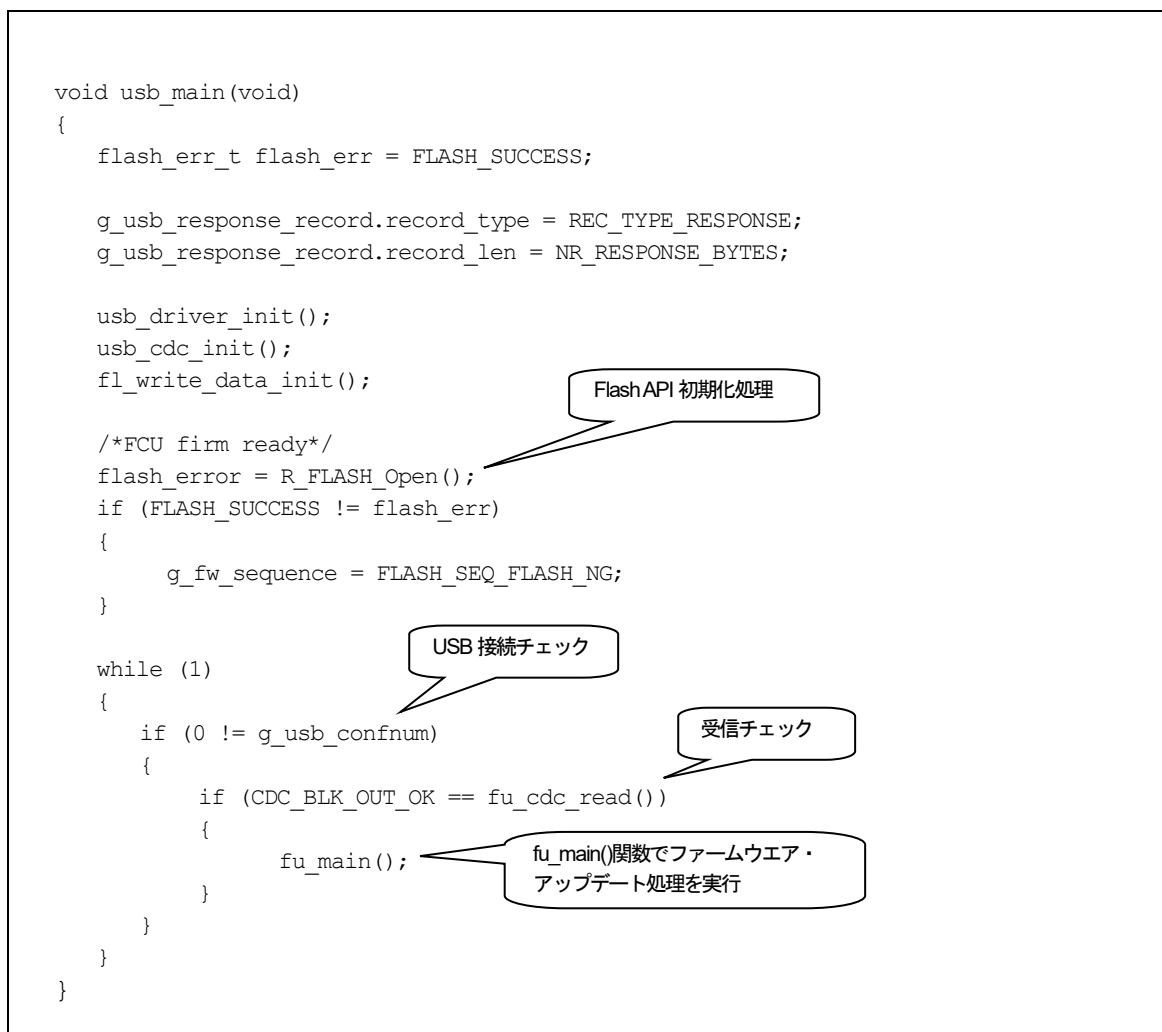 void usb_main(void)
{
flash_err_t flash_err = FLASH_SUCCESS;
g_usb_response_record.record_type = REC_TYPE_RESPONSE;
g_usb_response_record.record_len = NR_RESPONSE_BYTES;
usb_driver_init();
usb_cdc_init();
fl_write_data_init();
Flash API 初期化処理
/*FCU firm ready*/
flash_error = R_FLASH_Open();
if (FLASH_SUCCESS != flash_err)
{
g_fw_sequence = FLASH_SEQ_FLASH_NG;
}
USB 接続チェック
while (1)
{
if (0 != g_usb_confnum)
受信チェック
{
if (CDC_BLK_OUT_OK == fu_cdc_read())
{
fu_main();
fu_main()関数でファームウエア・
アップデート処理を実行
}
}
}
}